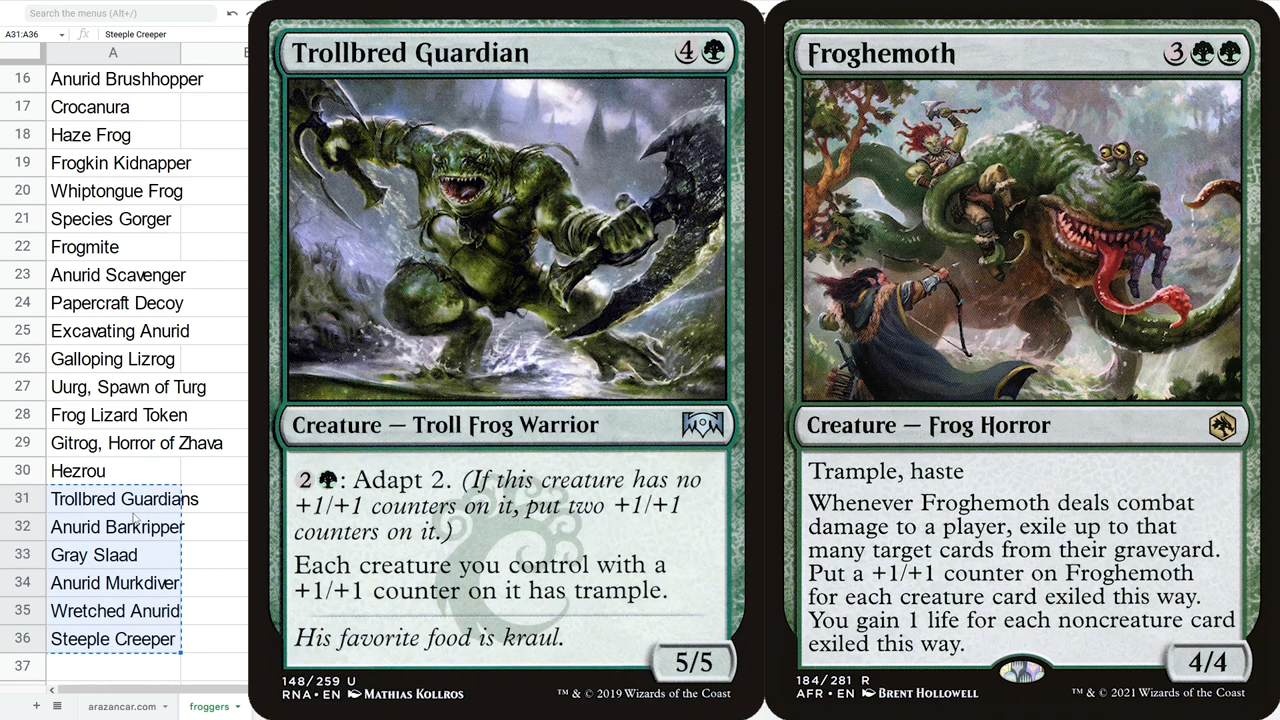 Search the menus (Alt+/)
A31:A36
fx
Steeple Creeper
A
16 Anurid Brushhopper
17 Crocanura
18 Haze Frog
19 Frogkin Kidnapper
20 Whiptongue Frog
21 Species Gorger
22 Frogmite
23 Anurid Scavenger
24 Papercraft Decoy
25 Excavating Anurid
26 Galloping Lizrog
27 Uurg, Spawn of Turg
28 Frog Lizard Token
29 Gitrog, Horror of Zhava
30 Hezrou
31 Trollbred Guardians
32 Anurid Barkripper
33 Gray Slaad
34 Anurid Murkdiver
35 Wretched Anurid
36 Steeple Creeper
37
arazancar.com
froggers
Trollbred Guardian 4
Creature — Troll Frog Warrior
2: Adapt 2. (If this creature has no
+1/+1 counters on it, put two +1/+1
counters on it.)
Each creature you control with a
+1/+1 counter on it has trample.
His favorite food is kraul.
5/5
148/259 U
RNA • EN Mathias Kollros
™ & © 2019 Wizards of the Coast
Froghemoth 3
Creature — Frog Horror
Trample, haste
Whenever Froghemoth deals combat
damage to a player, exile up to that
many target cards from their graveyard.
Put a +1/+1 counter on Froghemoth
for each creature card exiled this way.
You gain 1 life for each noncreature card
exiled this way.
4/4
184/281 R
AFR • EN Brent Hollowell
™ & © 2021 Wizards of the Coast